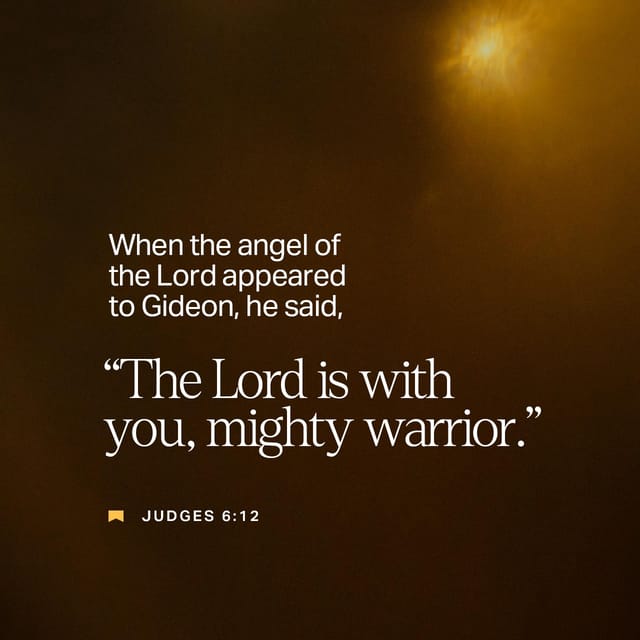 When the angel of
the Lord appeared
to Gideon, he said,
“The Lord is with
you, mighty warrior.”
JUDGES 6:12